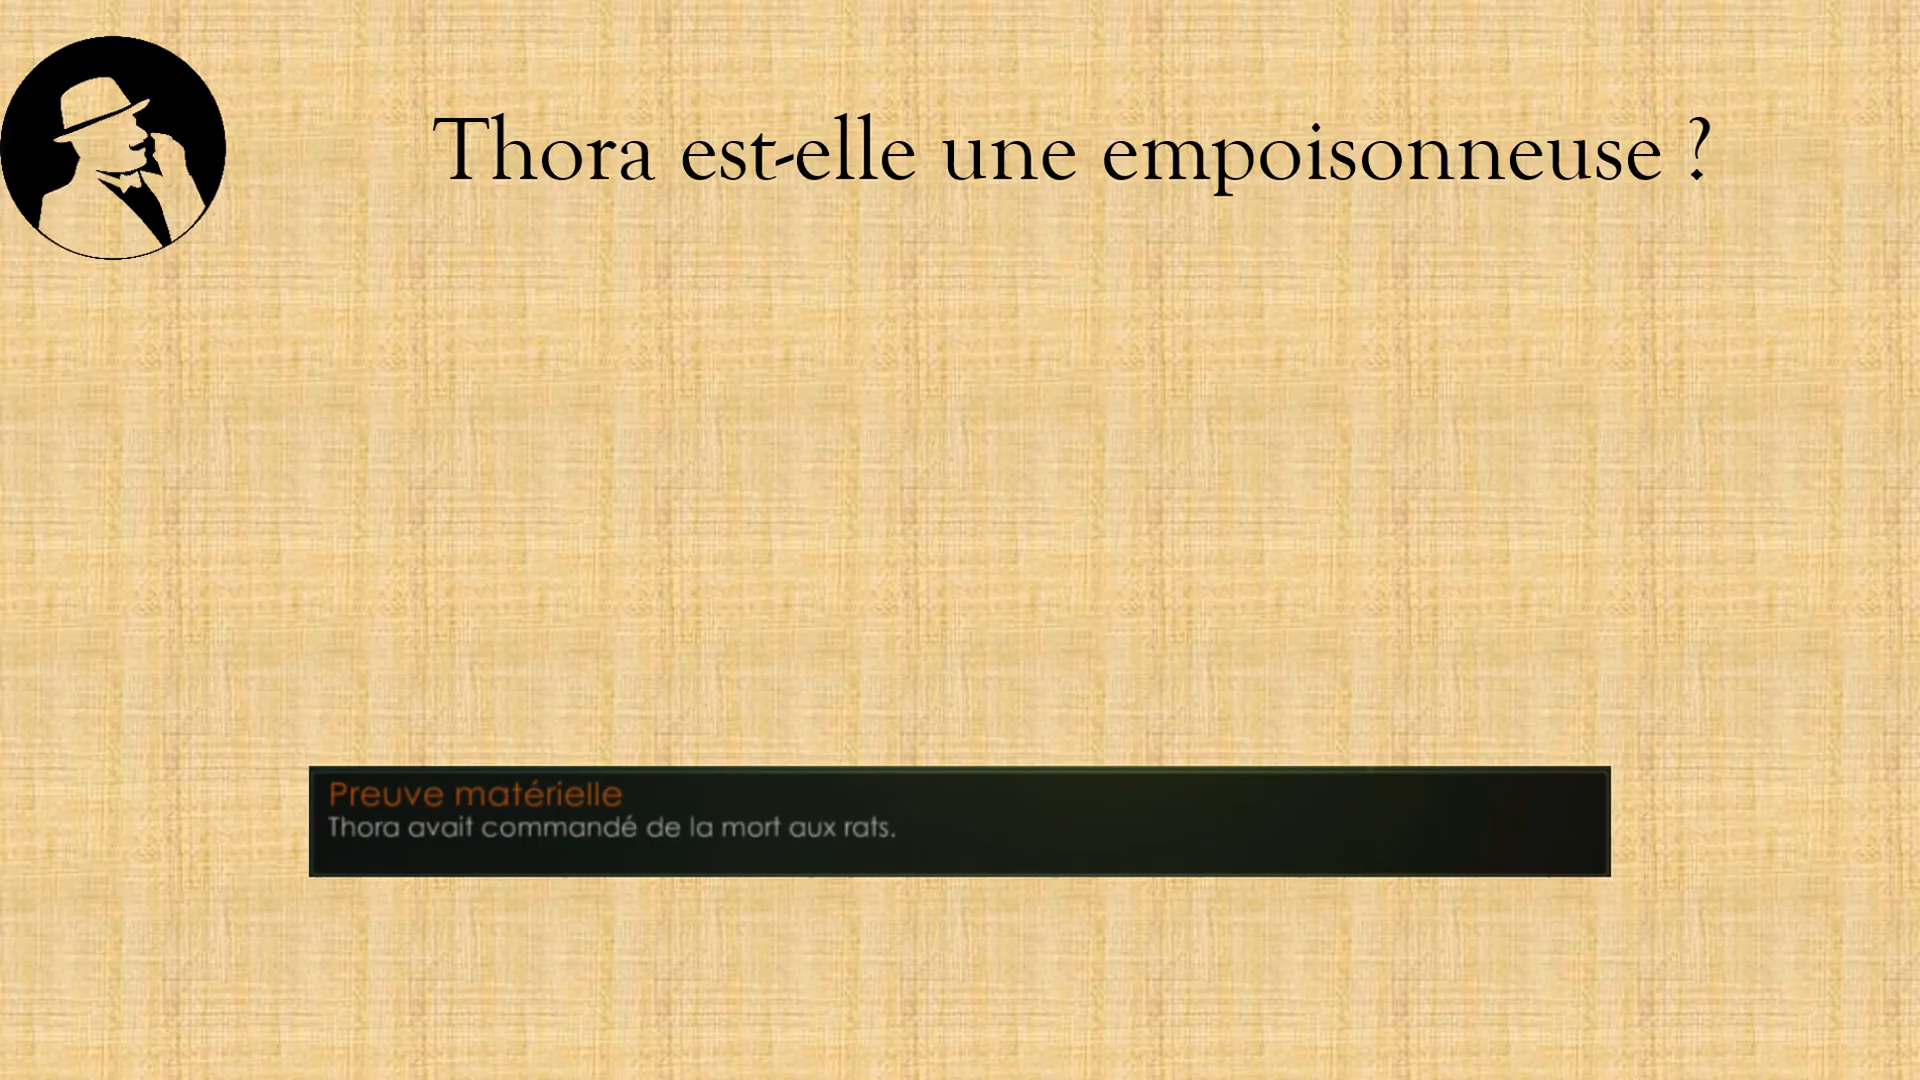 Thora est-elle une empoisonneuse ?
Preuve matérielle
Thora avait commandé de la mort aux rats.